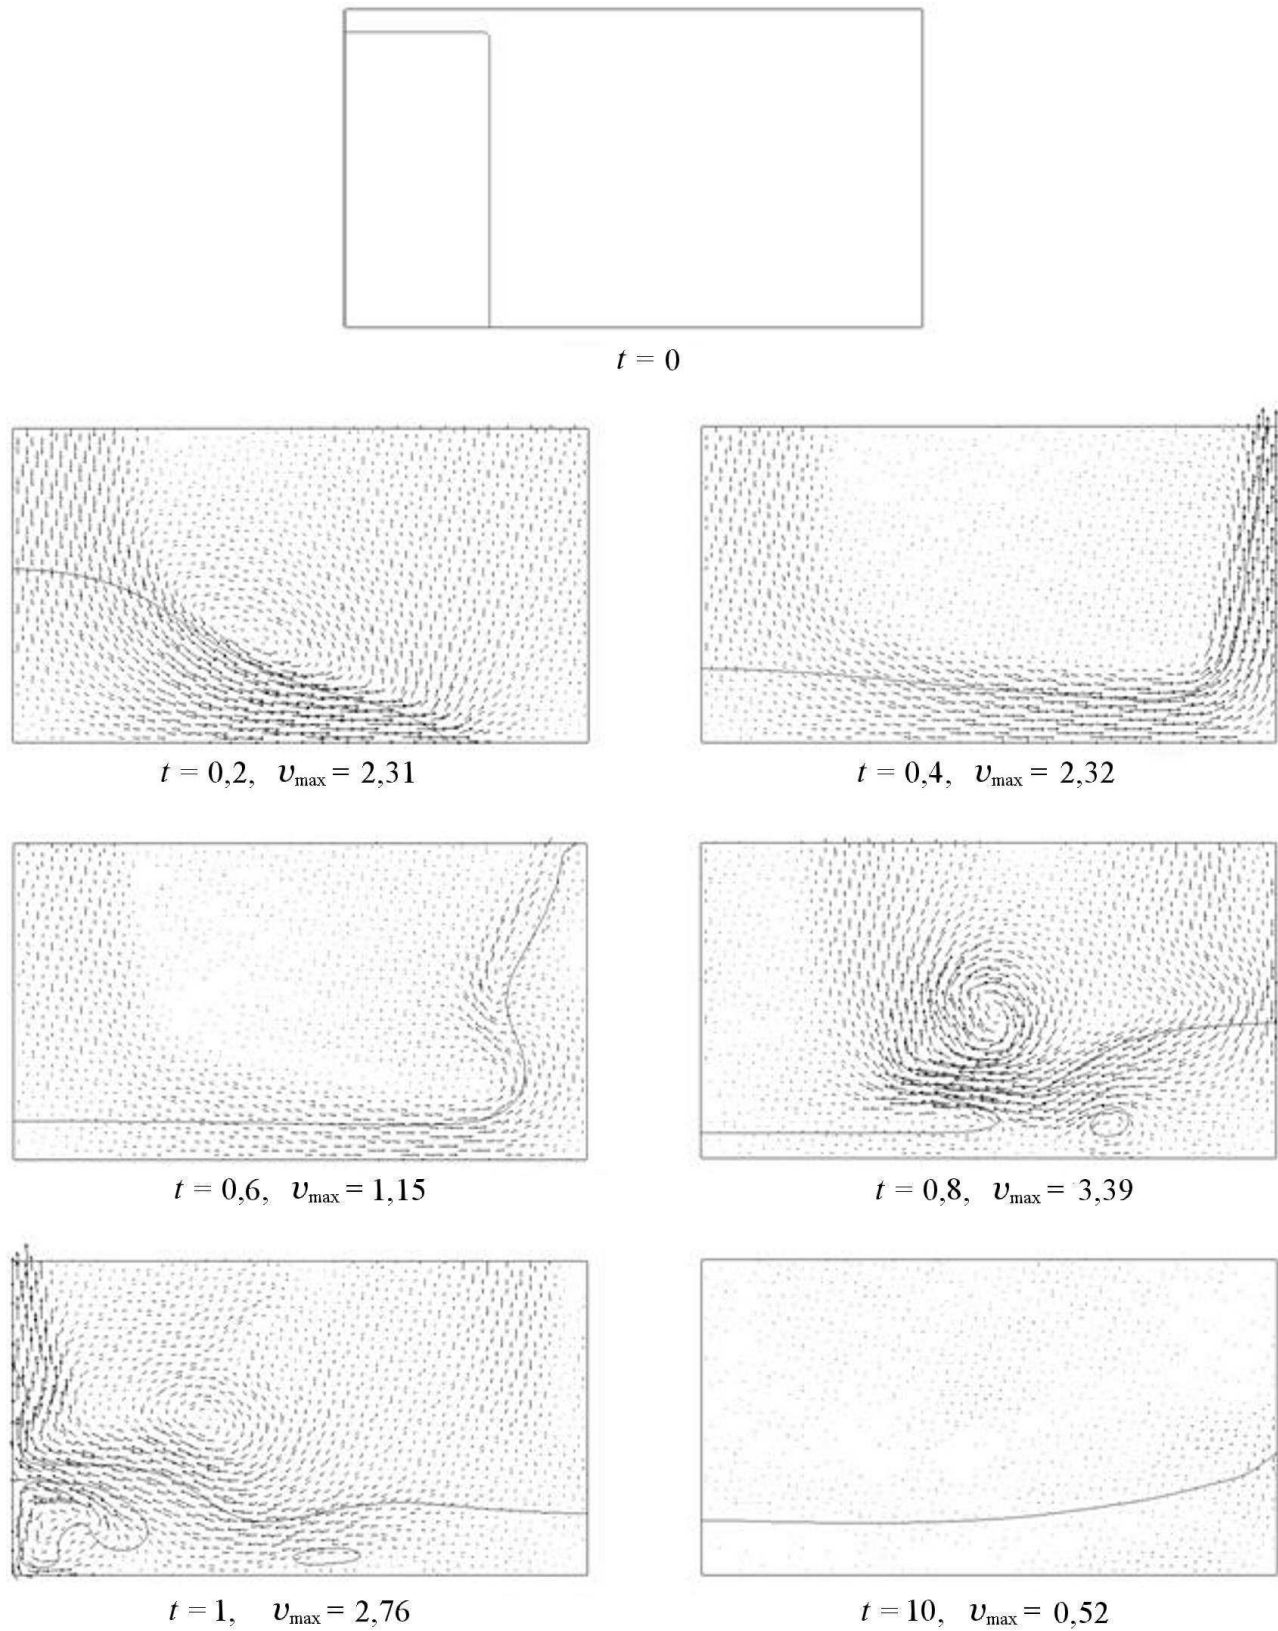 t = 0
t = 0,2, υmax = 2,31
t = 0,4, υmax = 2,32
t = 0,6, υmax = 1,15
t = 0,8, υmax = 3,39
t = 1, υmax = 2,76
t = 10, υmax = 0,52